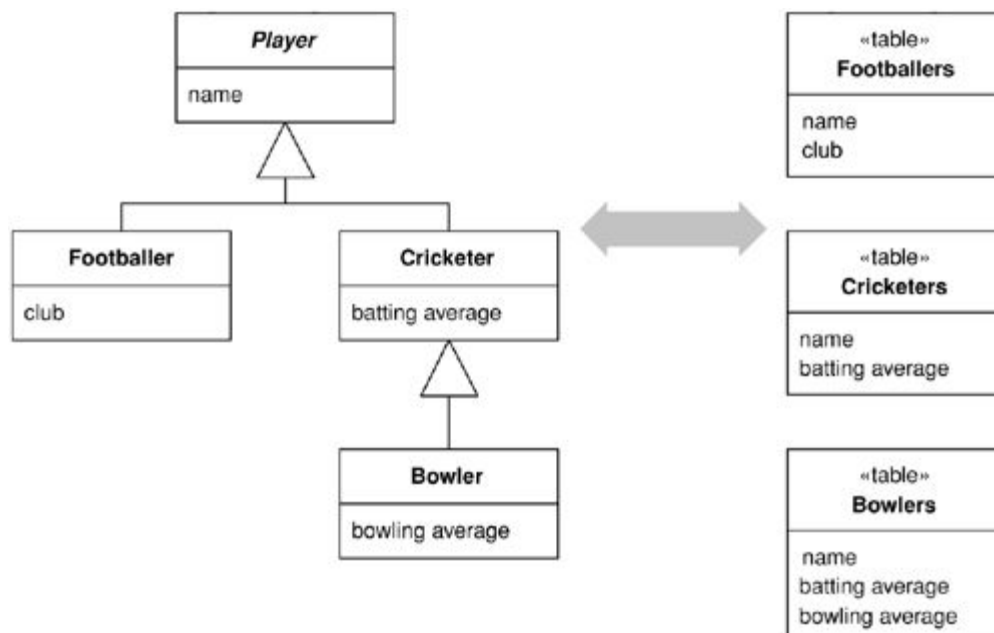 Player
name
Footballer
club
Cricketer
batting average
Bowler
bowling average
«table»
Footballers
name
club
«table»
Cricketers
name
batting average
«table»
Bowlers
name
batting average
bowling average